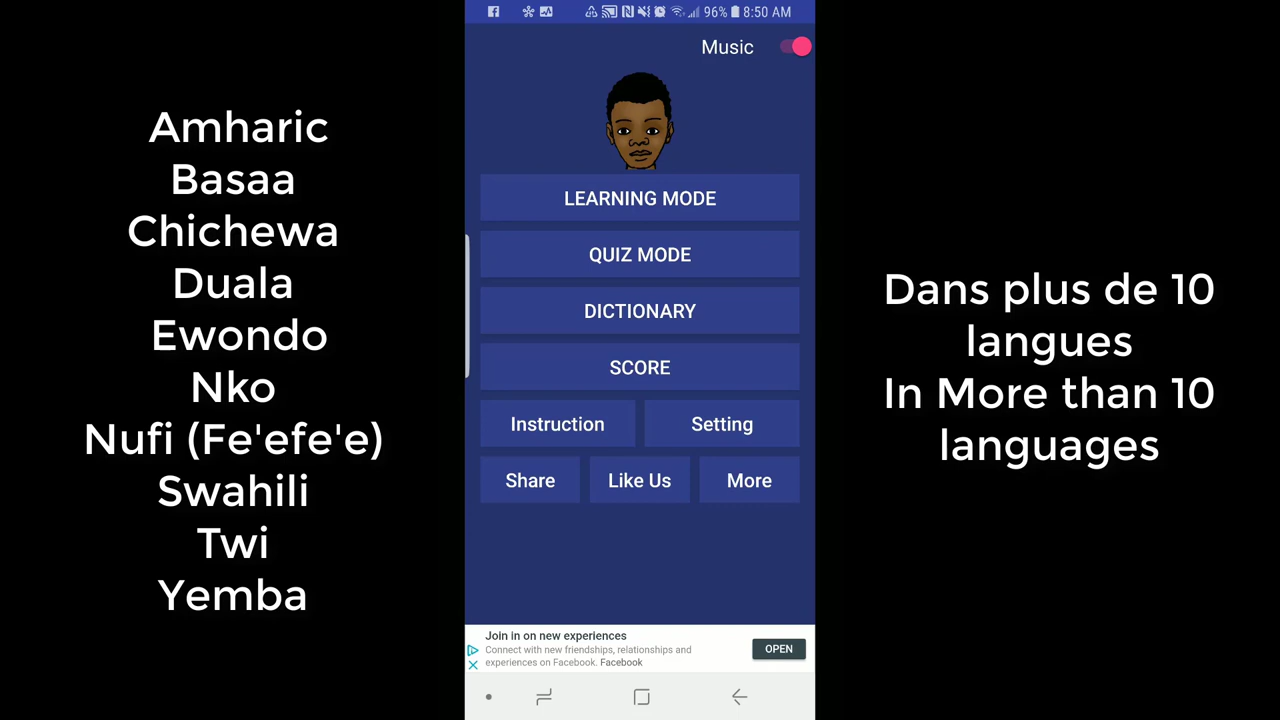 Amharic
Basaa
Chichewa
Duala
Ewondo
Nko
Nufi (Fe'efe'e)
Swahili
Twi
Yemba
96% 8:50 AM
Music
LEARNING MODE
QUIZ MODE
DICTIONARY
SCORE
Instruction Setting
Share Like Us More
Join in on new experiences
Connect with new friendships, relationships and
experiences on Facebook. Facebook
OPEN
Dans plus de 10
langues
In More than 10
languages